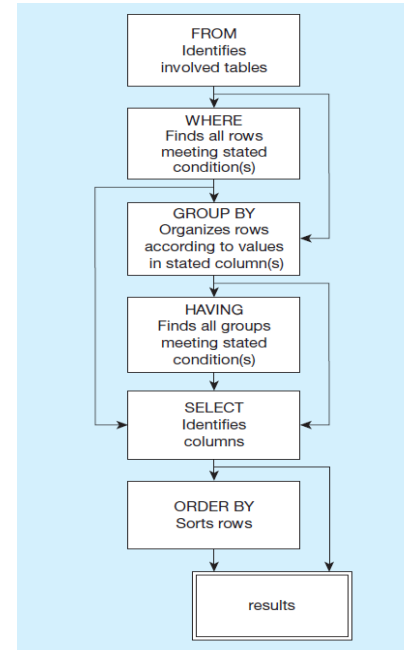 FROM
Identifies
involved tables
WHERE
Finds all rows
meeting stated
condition(s)
GROUP BY
Organizes rows
according to values
in stated column(s)
HAVING
Finds all groups
meeting stated
condition(s)
SELECT
Identifies
columns
ORDER BY
Sorts rows
results